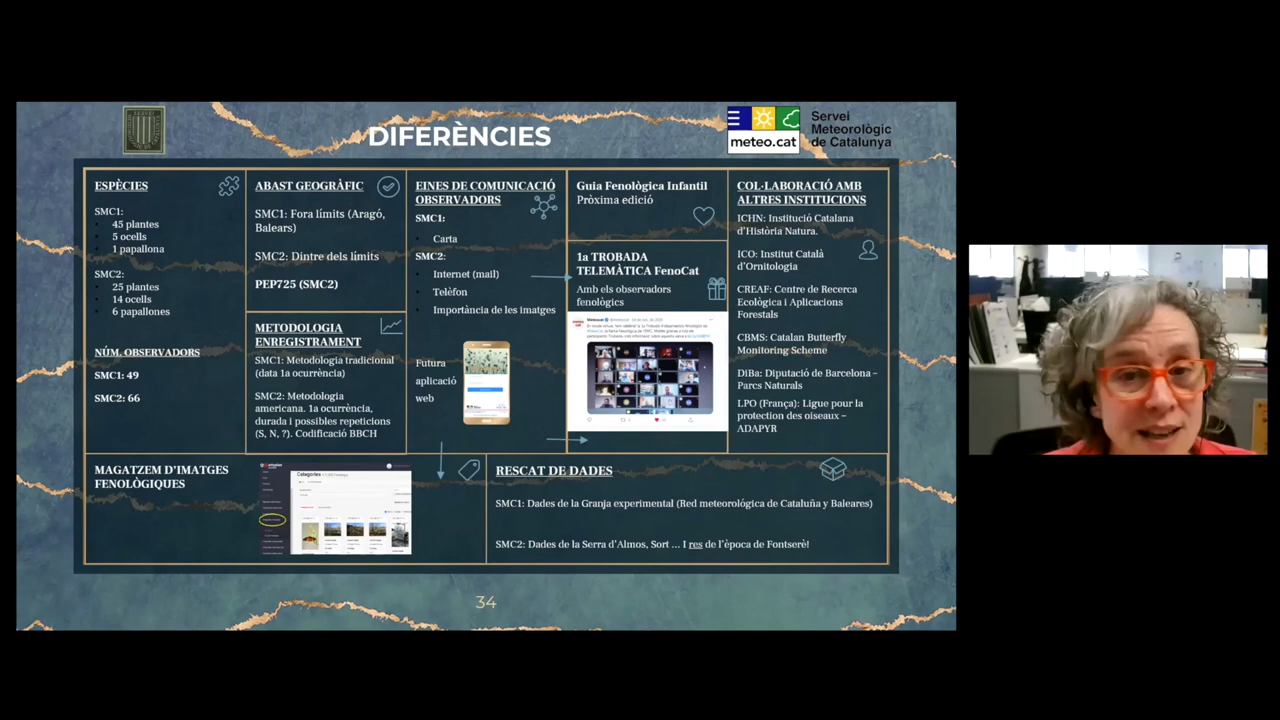 DIFERÈNCIES
meteo.cat
Servei
Meteorològic
de Catalunya
ESPÈCIES
SMC1:
45 plantes
5 ocells
1 papallona
SMC2:
25 plantes
14 ocells
6 papallones
NÚM. OBSERVADORS
SMC1: 49
SMC2: 66
ABAST GEOGRÀFIC
SMC1: Fora límits (Aragó,
Balears)
SMC2: Dintre dels límits
PEP725 (SMC2)
METODOLOGIA
ENREGISTRAMENT
SMC1: Metodologia tradicional
(data 1a ocurrència)
SMC2: Metodologia
americana. 1a ocurrència,
durada i possibles repeticions
(S, N, ?). Codificació BBCH
EINES DE COMUNICACIÓ
OBSERVADORS
SMC1:
Carta
SMC2:
Internet (mail)
Telèfon
Importància de les imatges
Futura
aplicació
web
Guia Fenològica Infantil
Pròxima edició
1a TROBADA
TELEMÀTICA FenoCat
Amb els observadors
fenològics
COL·LABORACIÓ AMB
ALTRES INSTITUCIONS
ICHN: Institució Catalana
d'Història Natura.
ICO: Institut Català
d'Ornitologia
CREAF: Centre de Recerca
Ecològica i Aplicacions
Forestals
CBMS: Catalan Butterfly
Monitoring Scheme
DiBa: Diputació de Barcelona –
Parcs Naturals
LPO (França): Ligue pour la
protection des oiseaux –
ADAPYR
MAGATZEM D'IMATGES
FENOLÒGIQUES
Categories
RESCAT DE DADES
SMC1: Dades de la Granja experimental (Red meteorológica de Cataluña y Baleares)
SMC2: Dades de la Serra d'Almos, Sort ... I res de l'època de Fontserè!
34